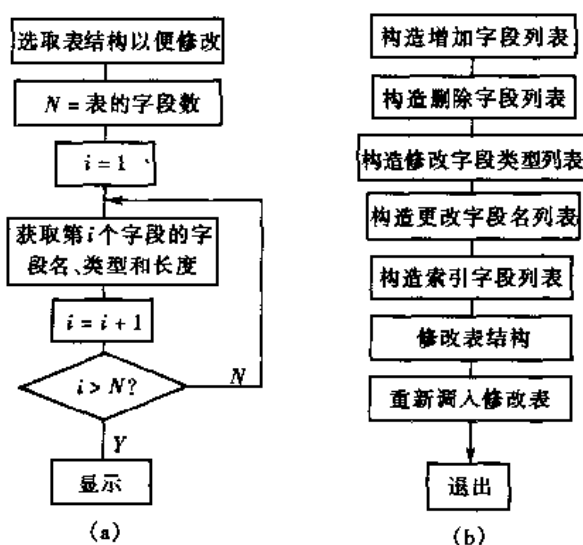 选取表结构以便修改
N = 表的字段数
i = 1
获取第 i 个字段的字
段名、类型和长度
i = i + 1
i > N?
N
Y
显示
(a)
构造增加字段列表
构造删除字段列表
构造修改字段类型列表
构造更改字段名列表
构造索引字段列表
修改表结构
重新调入修改表
退出
(b)